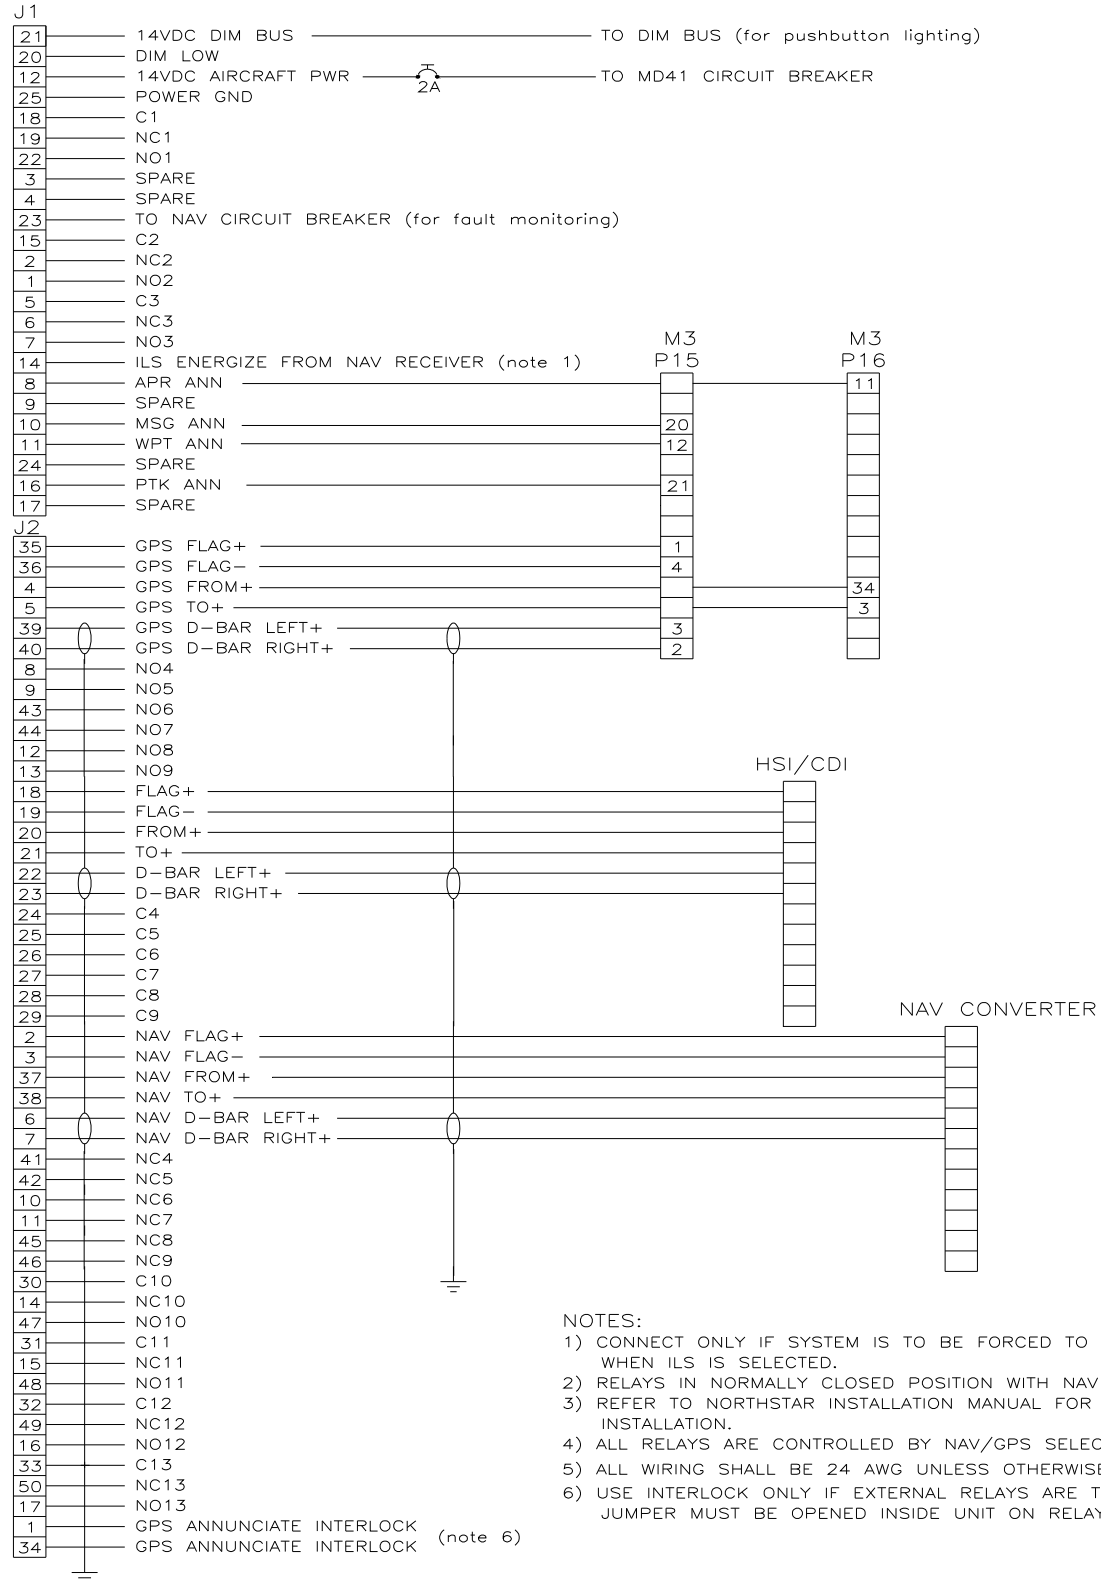 J1
21 14VDC DIM BUS TO DIM BUS (for pushbutton lighting)
20 DIM LOW
12 14VDC AIRCRAFT PWR 2A TO MD41 CIRCUIT BREAKER
25 POWER GND
18 C1
19 NC1
22 NO1
3 SPARE
4 SPARE
23 TO NAV CIRCUIT BREAKER (for fault monitoring)
15 C2
2 NC2
1 NO2
5 C3
6 NC3
7 NO3
M3 M3
P15 P16
14 ILS ENERGIZE FROM NAV RECEIVER (note 1)
8 APR ANN 11
9 SPARE
10 MSG ANN 20
11 WPT ANN 12
24 SPARE
16 PTK ANN 21
17 SPARE
J2
35 GPS FLAG+ 1
36 GPS FLAG− 4
4 GPS FROM+ 34
5 GPS TO+ 3
39 GPS D−BAR LEFT+ 3
40 GPS D−BAR RIGHT+ 2
8 NO4
9 NO5
43 NO6
44 NO7
12 NO8
13 NO9
HSI/CDI
18 FLAG+
19 FLAG−
20 FROM+
21 TO+
22 D−BAR LEFT+
23 D−BAR RIGHT+
24 C4
25 C5
26 C6
27 C7
28 C8
29 C9
NAV CONVERTER
2 NAV FLAG+
3 NAV FLAG−
37 NAV FROM+
38 NAV TO+
6 NAV D−BAR LEFT+
7 NAV D−BAR RIGHT+
41 NC4
42 NC5
10 NC6
11 NC7
45 NC8
46 NC9
30 C10
14 NC10
47 NO10
31 C11
15 NC11
48 NO11
32 C12
49 NC12
16 NO12
33 C13
50 NC13
17 NO13
1 GPS ANNUNCIATE INTERLOCK
34 GPS ANNUNCIATE INTERLOCK
(note 6)
NOTES:
1) CONNECT ONLY IF SYSTEM IS TO BE FORCED TO
WHEN ILS IS SELECTED.
2) RELAYS IN NORMALLY CLOSED POSITION WITH NAV
3) REFER TO NORTHSTAR INSTALLATION MANUAL FOR
INSTALLATION.
4) ALL RELAYS ARE CONTROLLED BY NAV/GPS SELEC
5) ALL WIRING SHALL BE 24 AWG UNLESS OTHERWISE
6) USE INTERLOCK ONLY IF EXTERNAL RELAYS ARE T
JUMPER MUST BE OPENED INSIDE UNIT ON RELAY